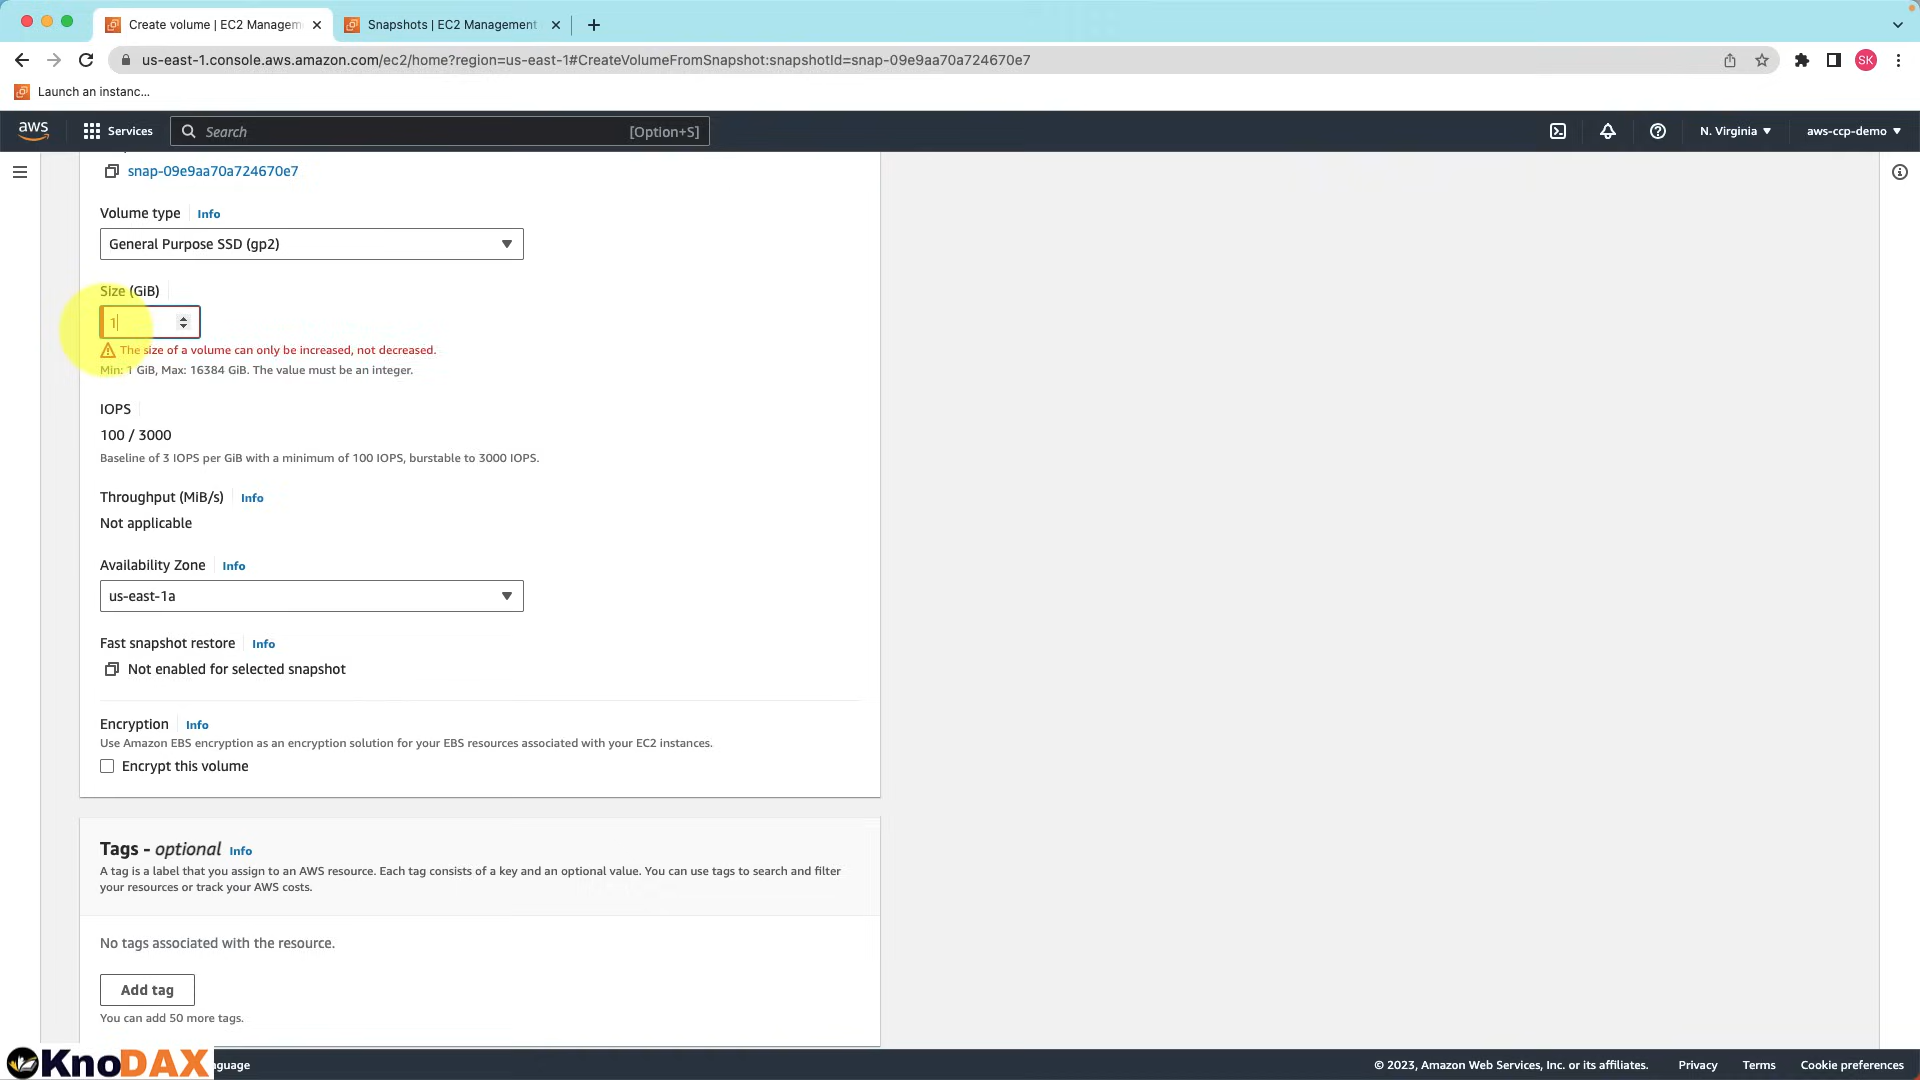 Create volume | EC2 Managem
Snapshots | EC2 Management
us-east-1.console.aws.amazon.com/ec2/home?region=us-east-1#CreateVolumeFromSnapshot:snapshotId=snap-09e9aa70a724670e7
SK
Launch an instanc...
aws
Services
Search
[Option+S]
N. Virginia
aws-ccp-demo
snap-09e9aa70a724670e7
Volume type Info
General Purpose SSD (gp2)
Size (GiB)
1
The size of a volume can only be increased, not decreased.
Min: 1 GiB, Max: 16384 GiB. The value must be an integer.
IOPS
100 / 3000
Baseline of 3 IOPS per GiB with a minimum of 100 IOPS, burstable to 3000 IOPS.
Throughput (MiB/s) Info
Not applicable
Availability Zone Info
us-east-1a
Fast snapshot restore Info
Not enabled for selected snapshot
Encryption Info
Use Amazon EBS encryption as an encryption solution for your EBS resources associated with your EC2 instances.
Encrypt this volume
Tags - optional Info
A tag is a label that you assign to an AWS resource. Each tag consists of a key and an optional value. You can use tags to search and filter
your resources or track your AWS costs.
No tags associated with the resource.
Add tag
You can add 50 more tags.
KnoDAX
nguage
© 2023, Amazon Web Services, Inc. or its affiliates.
Privacy
Terms
Cookie preferences